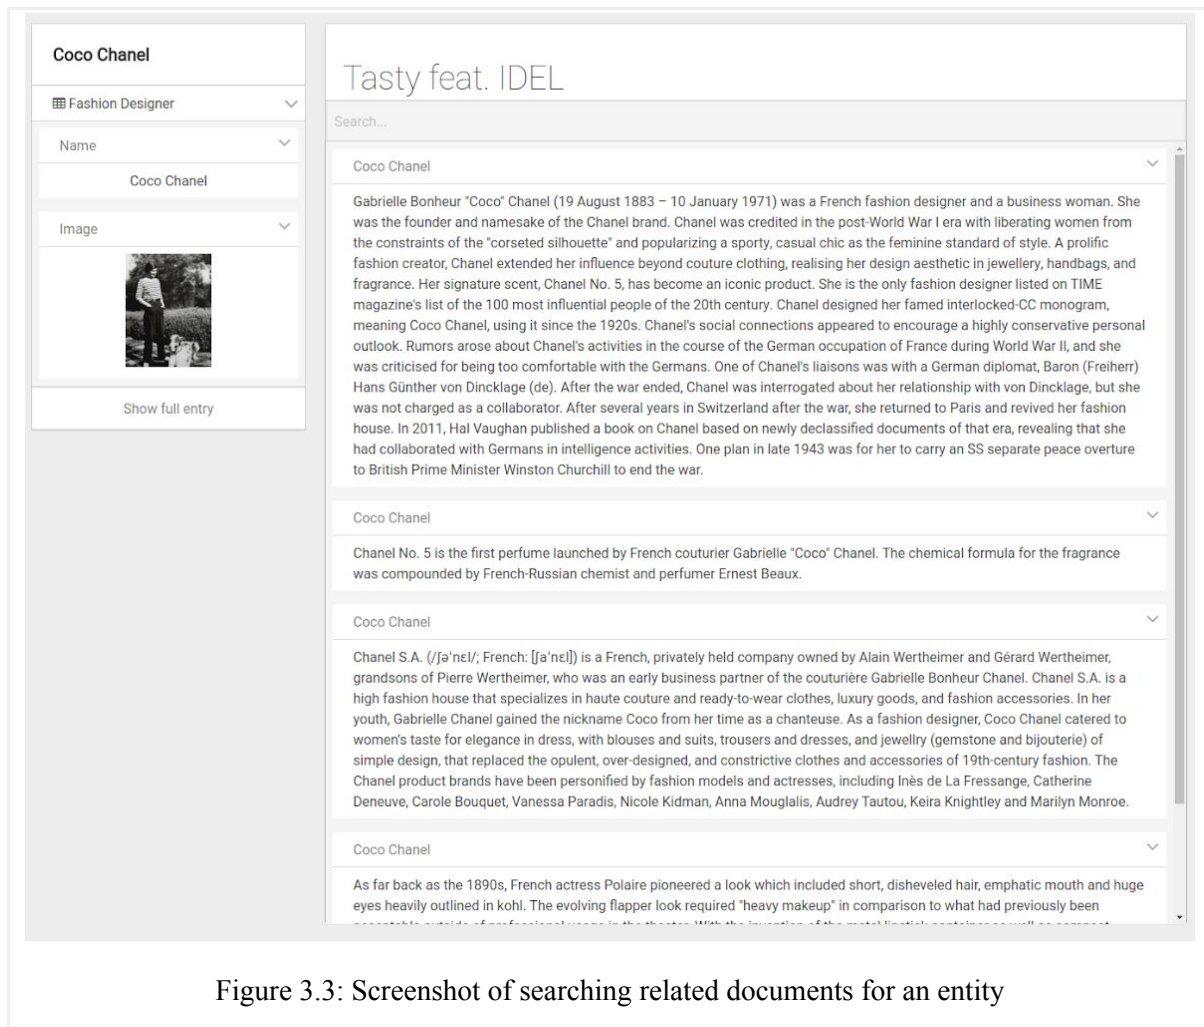 Coco Chanel
Fashion Designer
Name
Coco Chanel
Image
Show full entry
Tasty feat. IDEL
Search...
Coco Chanel
Gabrielle Bonheur "Coco" Chanel (19 August 1883 – 10 January 1971) was a French fashion designer and a business woman. She
was the founder and namesake of the Chanel brand. Chanel was credited in the post-World War I era with liberating women from
the constraints of the "corseted silhouette" and popularizing a sporty, casual chic as the feminine standard of style. A prolific
fashion creator, Chanel extended her influence beyond couture clothing, realising her design aesthetic in jewellery, handbags, and
fragrance. Her signature scent, Chanel No. 5, has become an iconic product. She is the only fashion designer listed on TIME
magazine's list of the 100 most influential people of the 20th century. Chanel designed her famed interlocked-CC monogram,
meaning Coco Chanel, using it since the 1920s. Chanel's social connections appeared to encourage a highly conservative personal
outlook. Rumors arose about Chanel's activities in the course of the German occupation of France during World War II, and she
was criticised for being too comfortable with the Germans. One of Chanel's liaisons was with a German diplomat, Baron (Freiherr)
Hans Günther von Dincklage (de). After the war ended, Chanel was interrogated about her relationship with von Dincklage, but she
was not charged as a collaborator. After several years in Switzerland after the war, she returned to Paris and revived her fashion
house. In 2011, Hal Vaughan published a book on Chanel based on newly declassified documents of that era, revealing that she
had collaborated with Germans in intelligence activities. One plan in late 1943 was for her to carry an SS separate peace overture
to British Prime Minister Winston Churchill to end the war.
Coco Chanel
Chanel No. 5 is the first perfume launched by French couturier Gabrielle "Coco" Chanel. The chemical formula for the fragrance
was compounded by French-Russian chemist and perfumer Ernest Beaux.
Coco Chanel
Chanel S.A. (/ʃəˈnɛl/; French: [ʃaˈnɛl]) is a French, privately held company owned by Alain Wertheimer and Gérard Wertheimer,
grandsons of Pierre Wertheimer, who was an early business partner of the couturière Gabrielle Bonheur Chanel. Chanel S.A. is a
high fashion house that specializes in haute couture and ready-to-wear clothes, luxury goods, and fashion accessories. In her
youth, Gabrielle Chanel gained the nickname Coco from her time as a chanteuse. As a fashion designer, Coco Chanel catered to
women's taste for elegance in dress, with blouses and suits, trousers and dresses, and jewellry (gemstone and bijouterie) of
simple design, that replaced the opulent, over-designed, and constrictive clothes and accessories of 19th-century fashion. The
Chanel product brands have been personified by fashion models and actresses, including Inès de La Fressange, Catherine
Deneuve, Carole Bouquet, Vanessa Paradis, Nicole Kidman, Anna Mouglalis, Audrey Tautou, Keira Knightley and Marilyn Monroe.
Coco Chanel
As far back as the 1890s, French actress Polaire pioneered a look which included short, disheveled hair, emphatic mouth and huge
eyes heavily outlined in kohl. The evolving flapper look required "heavy makeup" in comparison to what had previously been
Figure 3.3: Screenshot of searching related documents for an entity